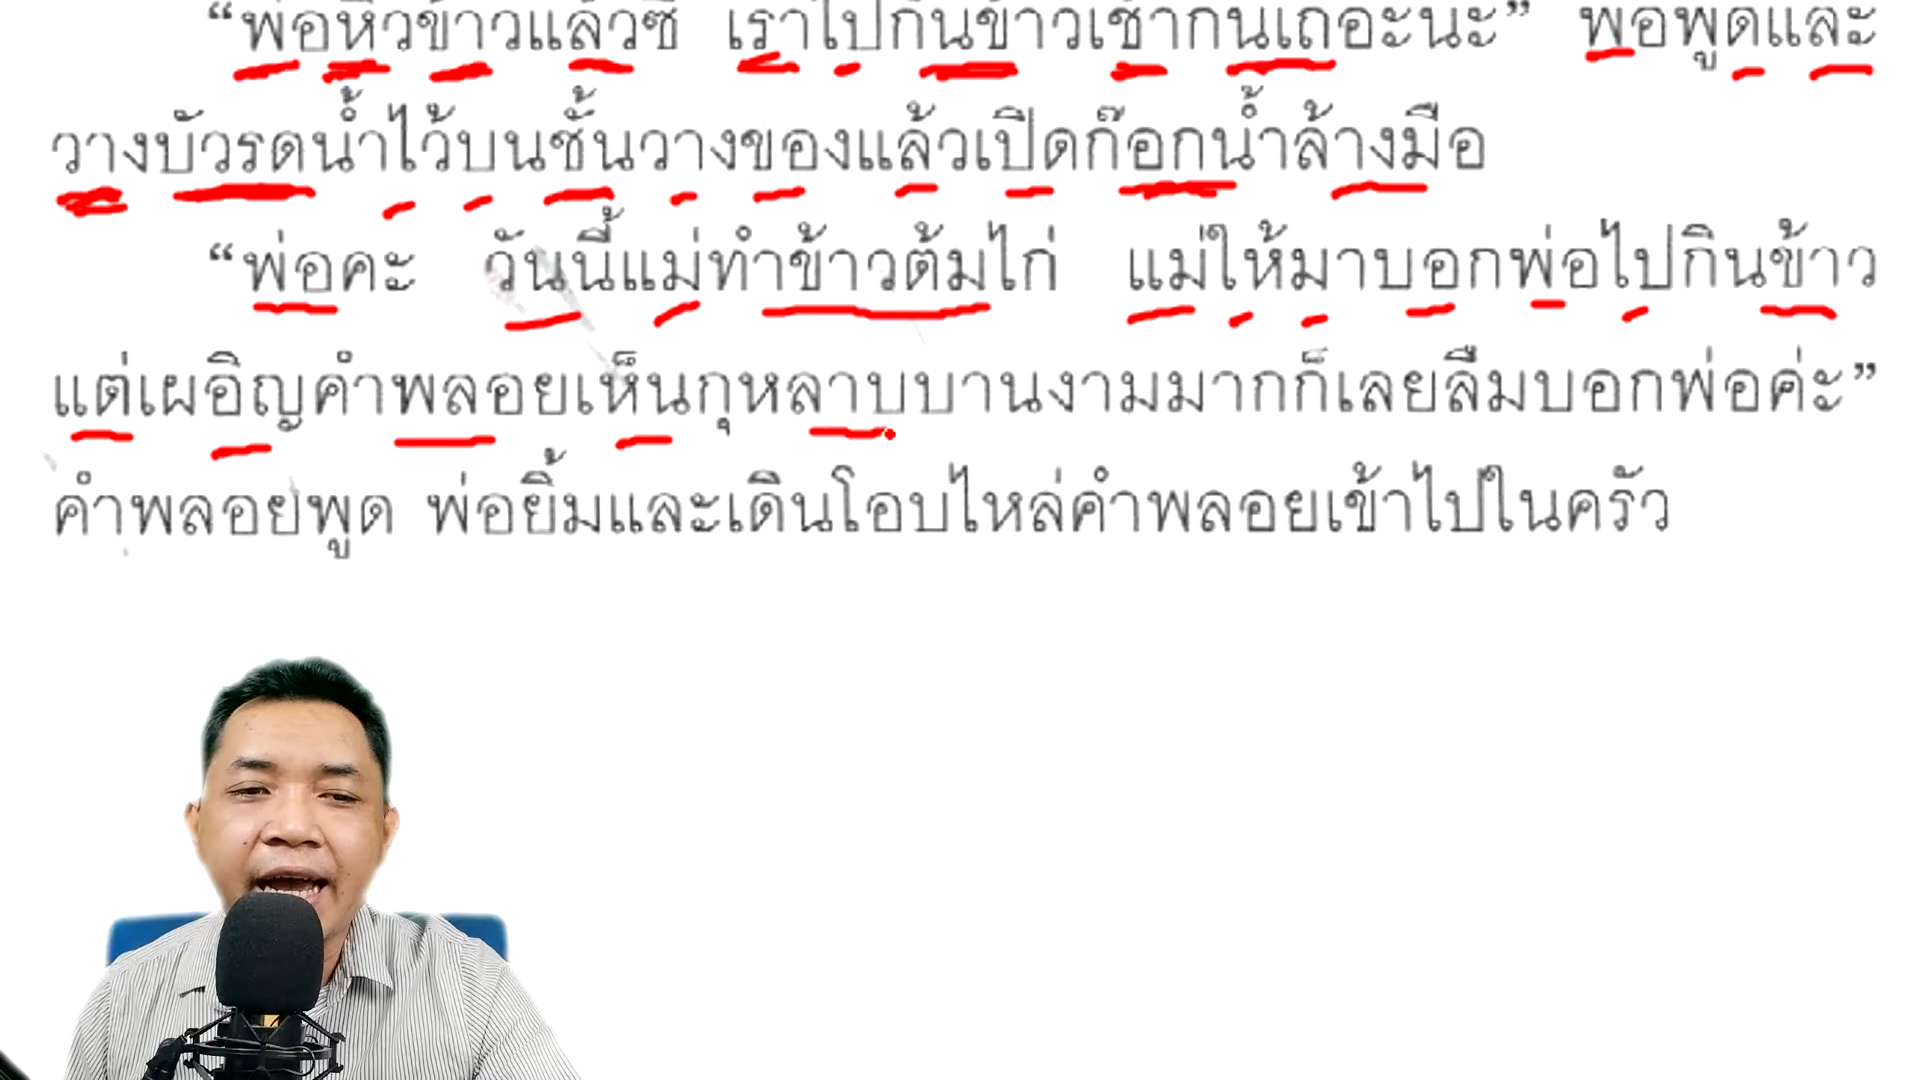 “พ่อหิวข้าวแล้วซี เราไปกินข้าวเช้ากันเถอะนะ” พ่อพูดและ
วางบัวรดน้ำไว้บนชั้นวางของแล้วเปิดก๊อกน้ำล้างมือ
“พ่อคะ วันนี้แม่ทำข้าวต้มไก่ แม่ให้มาบอกพ่อไปกินข้าว
แต่เผอิญคำพลอยเห็นกุหลาบบานงามมากก็เลยลืมบอกพ่อค่ะ”
คำพลอยพูด พ่อยิ้มและเดินโอบไหล่คำพลอยเข้าไปในครัว